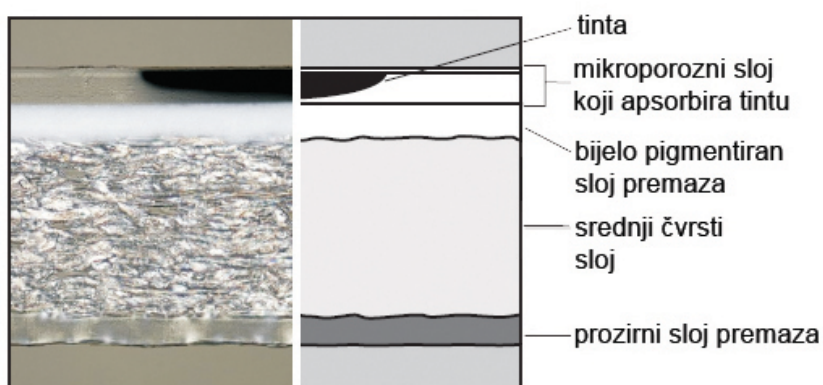 tinta
mikroporozni sloj
koji apsorbira tintu
bijelo pigmentiran
sloj premaza
srednji čvrsti
sloj
prozirni sloj premaza